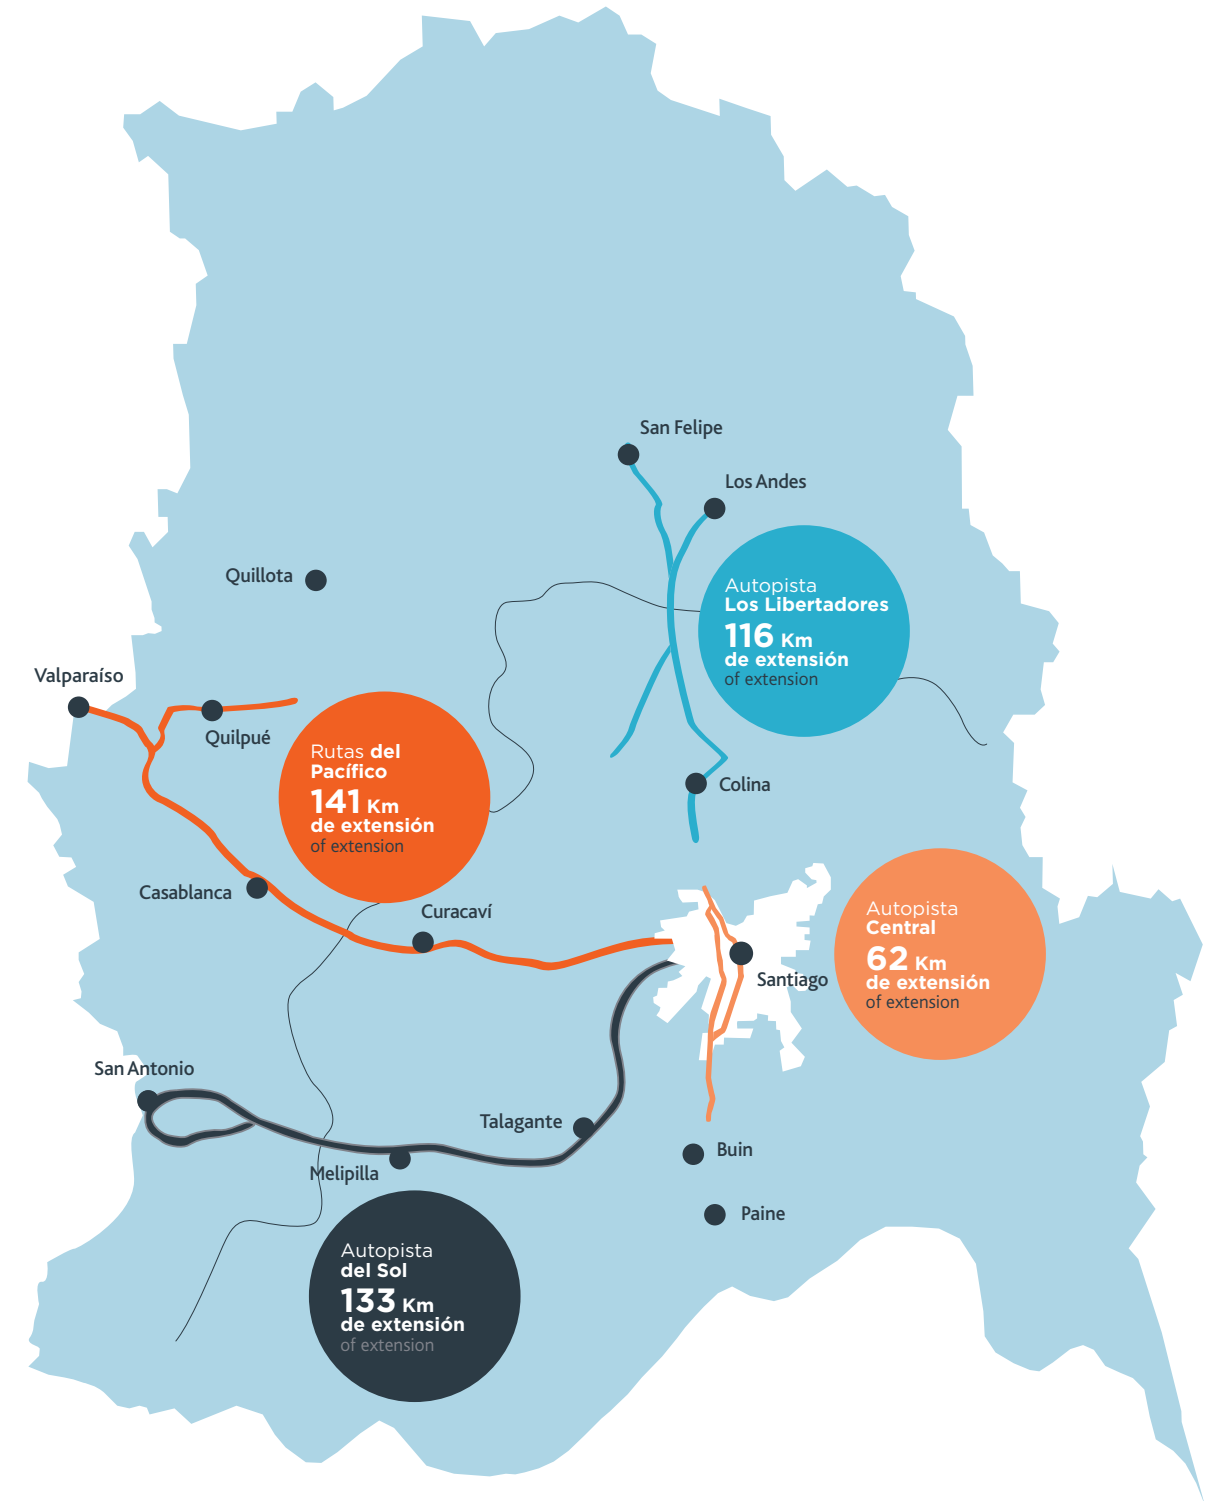 San Felipe
Los Andes
Quillota
Autopista
Los Libertadores
116 Km
de extensión
of extension
Valparaíso
Quilpué
Rutas del
Pacífico
141 Km
de extensión
of extension
Colina
Casablanca
Curacaví
Autopista
Central
62 Km
de extensión
of extension
Santiago
San Antonio
Talagante
Melipilla
Buin
Paine
Autopista
del Sol
133 Km
de extensión
of extension